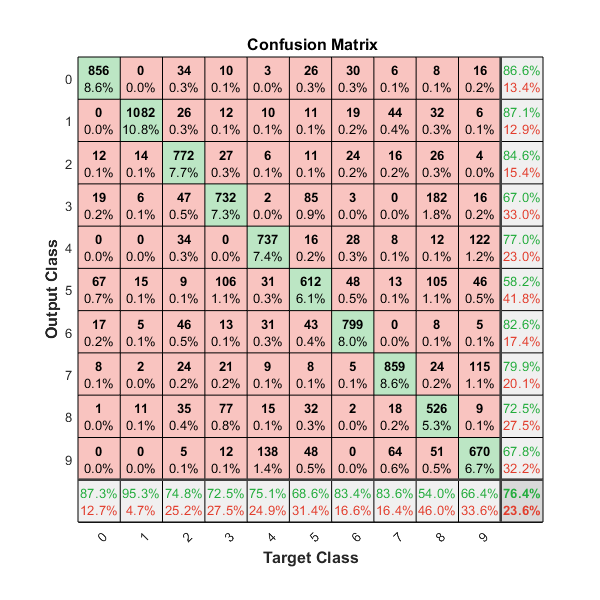 Confusion Matrix
0 856 0 34 10 3 26 30 6 8 16 86.6%
8.6% 0.0% 0.3% 0.1% 0.0% 0.3% 0.3% 0.1% 0.1% 0.2% 13.4%
1 0 1082 26 12 10 11 19 44 32 6 87.1%
0.0% 10.8% 0.3% 0.1% 0.1% 0.1% 0.2% 0.4% 0.3% 0.1% 12.9%
2 12 14 772 27 6 11 24 16 26 4 84.6%
0.1% 0.1% 7.7% 0.3% 0.1% 0.1% 0.2% 0.2% 0.3% 0.0% 15.4%
3 19 6 47 732 2 85 3 0 182 16 67.0%
0.2% 0.1% 0.5% 7.3% 0.0% 0.9% 0.0% 0.0% 1.8% 0.2% 33.0%
4 0 0 34 0 737 16 28 8 12 122 77.0%
0.0% 0.0% 0.3% 0.0% 7.4% 0.2% 0.3% 0.1% 0.1% 1.2% 23.0%
5 67 15 9 106 31 612 48 13 105 46 58.2%
0.7% 0.1% 0.1% 1.1% 0.3% 6.1% 0.5% 0.1% 1.1% 0.5% 41.8%
6 17 5 46 13 31 43 799 0 8 5 82.6%
0.2% 0.1% 0.5% 0.1% 0.3% 0.4% 8.0% 0.0% 0.1% 0.1% 17.4%
7 8 2 24 21 9 8 5 859 24 115 79.9%
0.1% 0.0% 0.2% 0.2% 0.1% 0.1% 0.1% 8.6% 0.2% 1.1% 20.1%
8 1 11 35 77 15 32 2 18 526 9 72.5%
0.0% 0.1% 0.4% 0.8% 0.1% 0.3% 0.0% 0.2% 5.3% 0.1% 27.5%
9 0 0 5 12 138 48 0 64 51 670 67.8%
0.0% 0.0% 0.1% 0.1% 1.4% 0.5% 0.0% 0.6% 0.5% 6.7% 32.2%
87.3% 95.3% 74.8% 72.5% 75.1% 68.6% 83.4% 83.6% 54.0% 66.4% 76.4%
12.7% 4.7% 25.2% 27.5% 24.9% 31.4% 16.6% 16.4% 46.0% 33.6% 23.6%
0 1 2 3 4 5 6 7 8 9
Target Class
Output Class